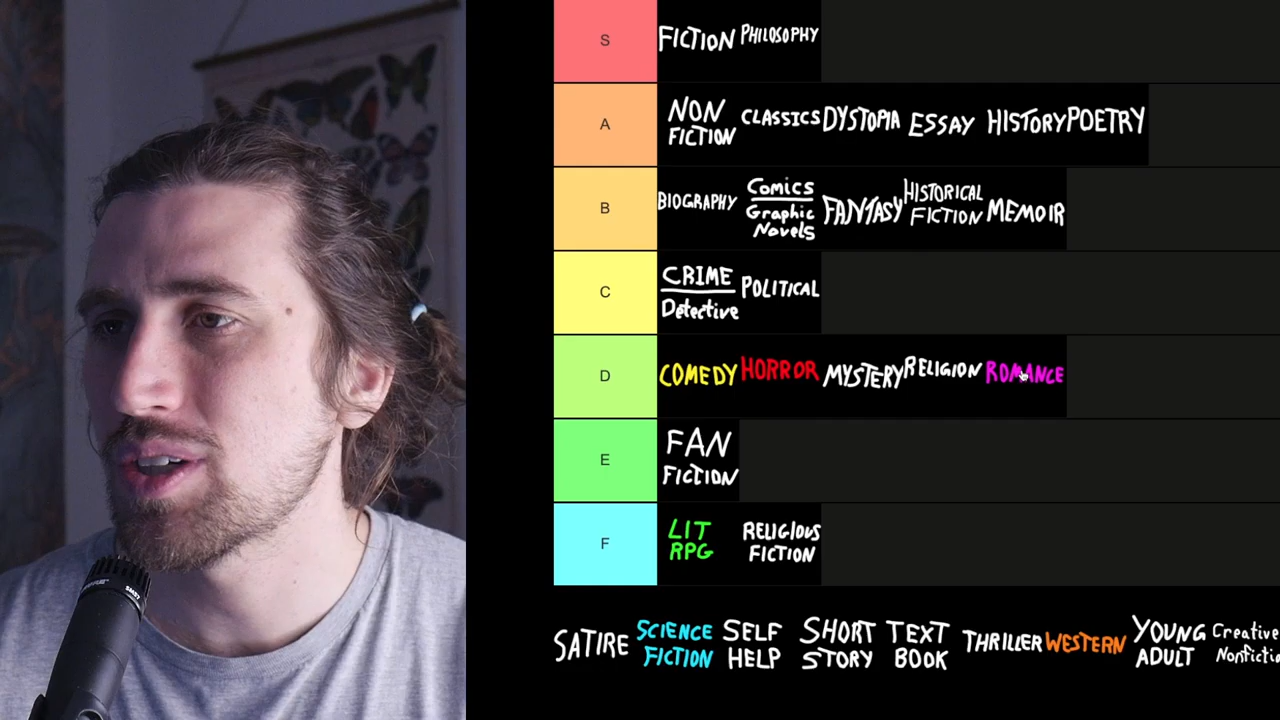 S
FICTION PHILOSOPHY
A
NON
FICTION
CLASSICS DYSTOPIA ESSAY HISTORY POETRY
B
BIOGRAPHY
Comics
Graphic
Novels
FANTASY
HISTORICAL
FICTION
MEMOIR
C
CRIME
Detective
POLITICAL
D
COMEDY HORROR MYSTERY RELIGION ROMANCE
E
FAN
FICTION
F
LIT
RPG
RELIGIOUS
FICTION
SATIRE
SCIENCE
FICTION
SELF
HELP
SHORT
STORY
TEXT
BOOK
THRILLER
WESTERN
YOUNG
ADULT
Creative
Nonfictio
SM57